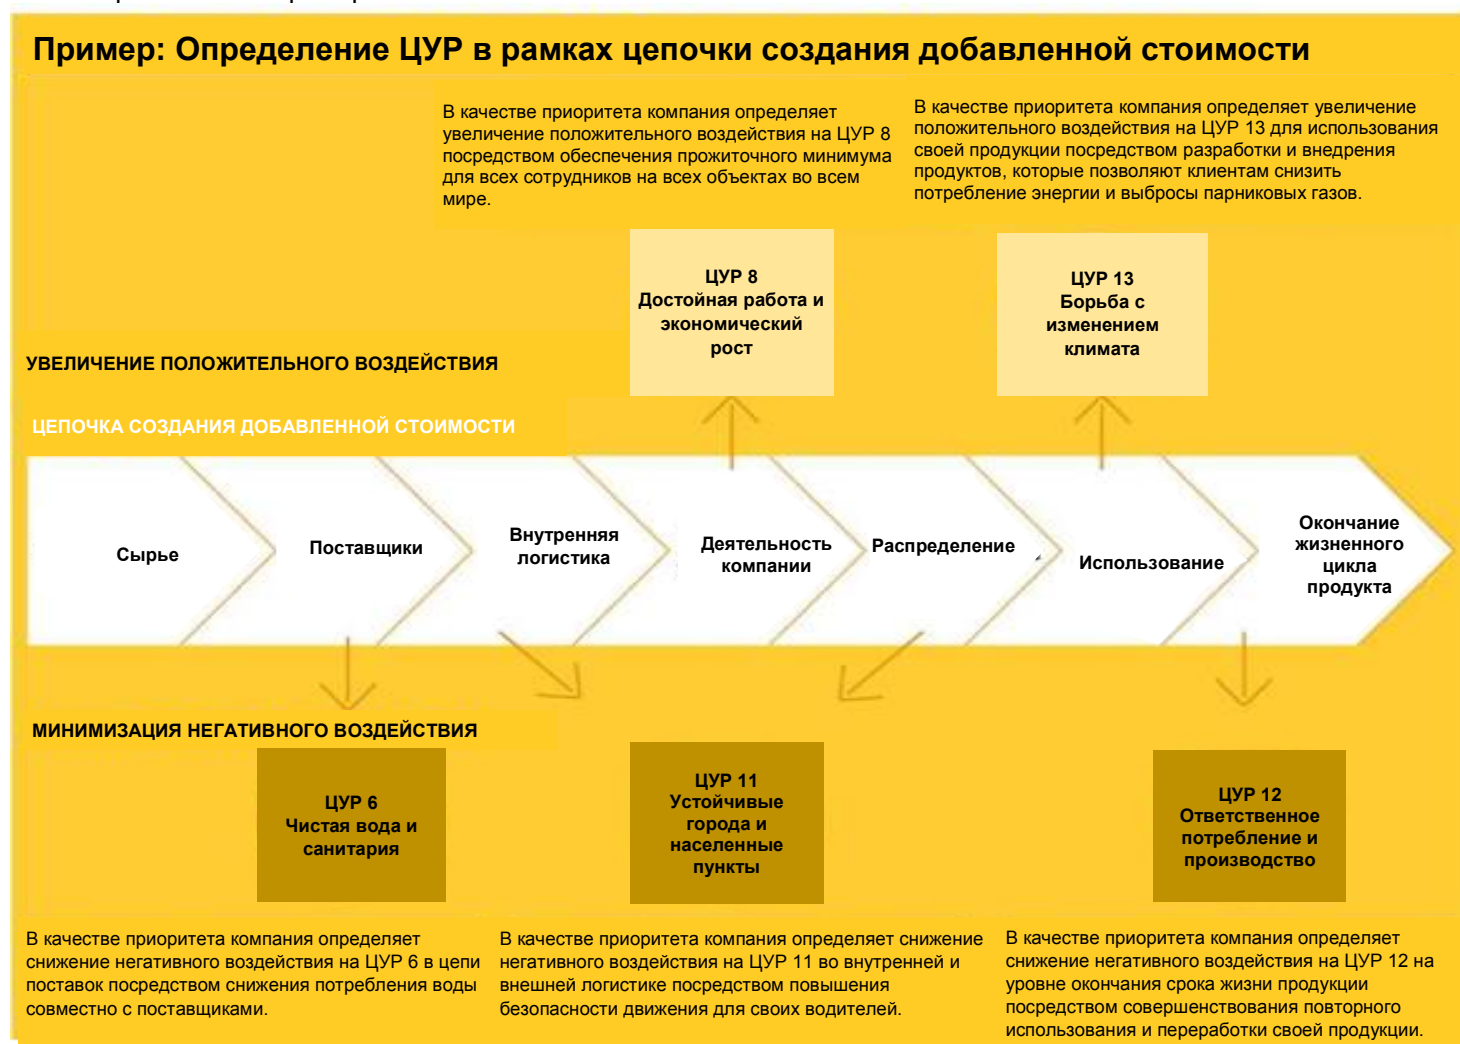 Пример: Определение ЦУР в рамках цепочки создания добавленной стоимости
В качестве приоритета компания определяет
увеличение положительного воздействия на ЦУР 8
посредством обеспечения прожиточного минимума
для всех сотрудников на всех объектах во всем
мире.
В качестве приоритета компания определяет увеличение
положительного воздействия на ЦУР 13 для использования
своей продукции посредством разработки и внедрения
продуктов, которые позволяют клиентам снизить
потребление энергии и выбросы парниковых газов.
ЦУР 8
Достойная работа и
экономический
рост
ЦУР 13
Борьба с
изменением
климата
УВЕЛИЧЕНИЕ ПОЛОЖИТЕЛЬНОГО ВОЗДЕЙСТВИЯ
ЦЕПОЧКА СОЗДАНИЯ ДОБАВЛЕННОЙ СТОИМОСТИ
Сырье
Поставщики
Внутренняя
логистика
Деятельность
компании
Распределение
Использование
Окончание
жизненного
цикла
продукта
МИНИМИЗАЦИЯ НЕГАТИВНОГО ВОЗДЕЙСТВИЯ
ЦУР 6
Чистая вода и
санитария
ЦУР 11
Устойчивые
города и
населенные
пункты
ЦУР 12
Ответственное
потребление и
производство
В качестве приоритета компания определяет
снижение негативного воздействия на ЦУР 6 в цепи
поставок посредством снижения потребления воды
совместно с поставщиками.
В качестве приоритета компания определяет снижение
негативного воздействия на ЦУР 11 во внутренней и
внешней логистике посредством повышения
безопасности движения для своих водителей.
В качестве приоритета компания определяет
снижение негативного воздействия на ЦУР 12 на
уровне окончания срока жизни продукции
посредством совершенствования повторного
использования и переработки своей продукции.